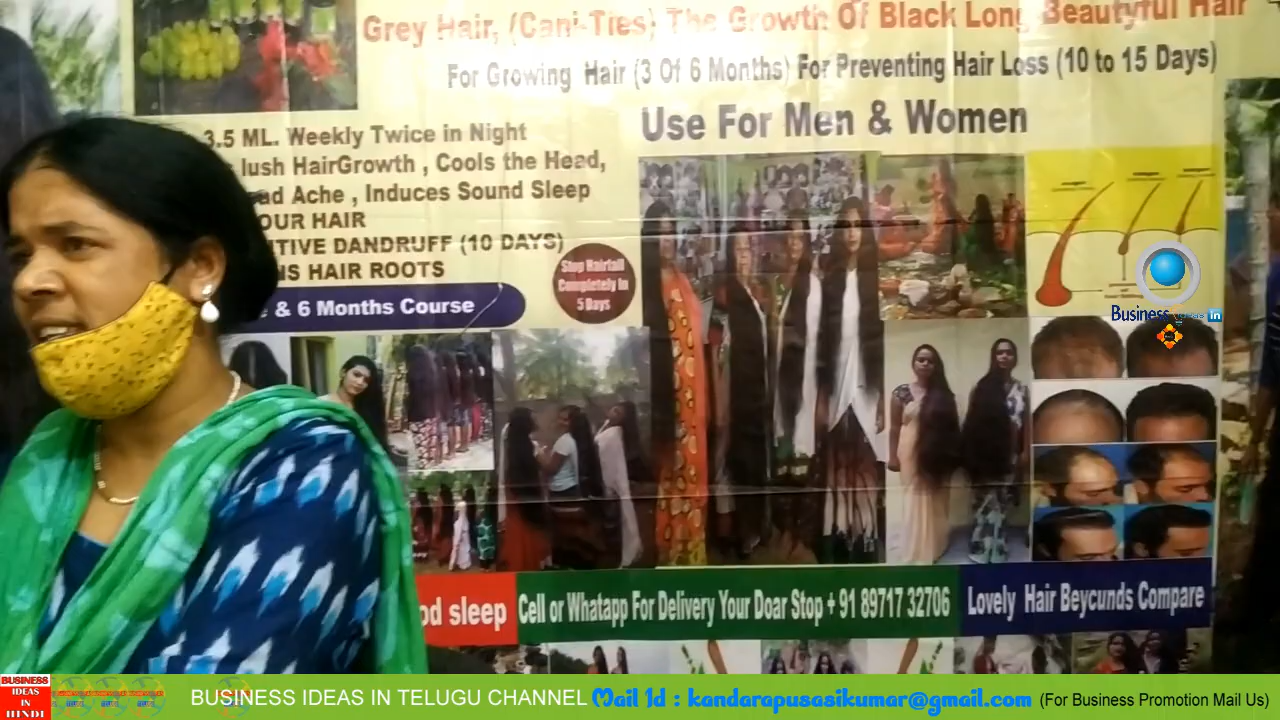 Grey Hair, (Cani-Ties) The Growth Of Black Long Beautyful Hair
For Growing Hair (3 Of 6 Months) For Preventing Hair Loss (10 to 15 Days)
Use For Men & Women
3.5 ML. Weekly Twice in Night
lush HairGrowth , Cools the Head,
ad Ache , Induces Sound Sleep
OUR HAIR
ITIVE DANDRUFF (10 DAYS)
NS HAIR ROOTS
& 6 Months Course
Stop Hairfall
Completely In
5 Days
Business
Ideas in
od sleep
Cell or Whatapp For Delivery Your Doar Stop + 91 89717 32706
Lovely Hair Beycunds Compare
BUSINESS
IDEAS
IN
HINDI
BUSINESS IDEAS IN TELUGU CHANNEL
Mail Id : kandarapusasikumar@gmail.com
(For Business Promotion Mail Us)